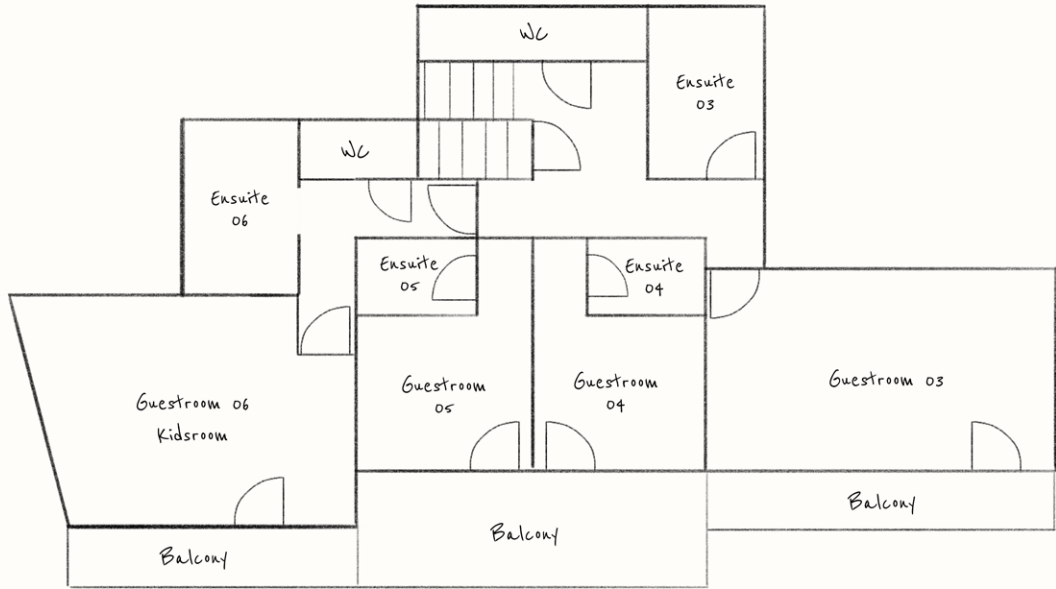 WC
Ensuite
03
WC
Ensuite
06
Ensuite
05
Ensuite
04
Guestroom 06
Kidsroom
Guestroom
05
Guestroom
04
Guestroom 03
Balcony
Balcony
Balcony